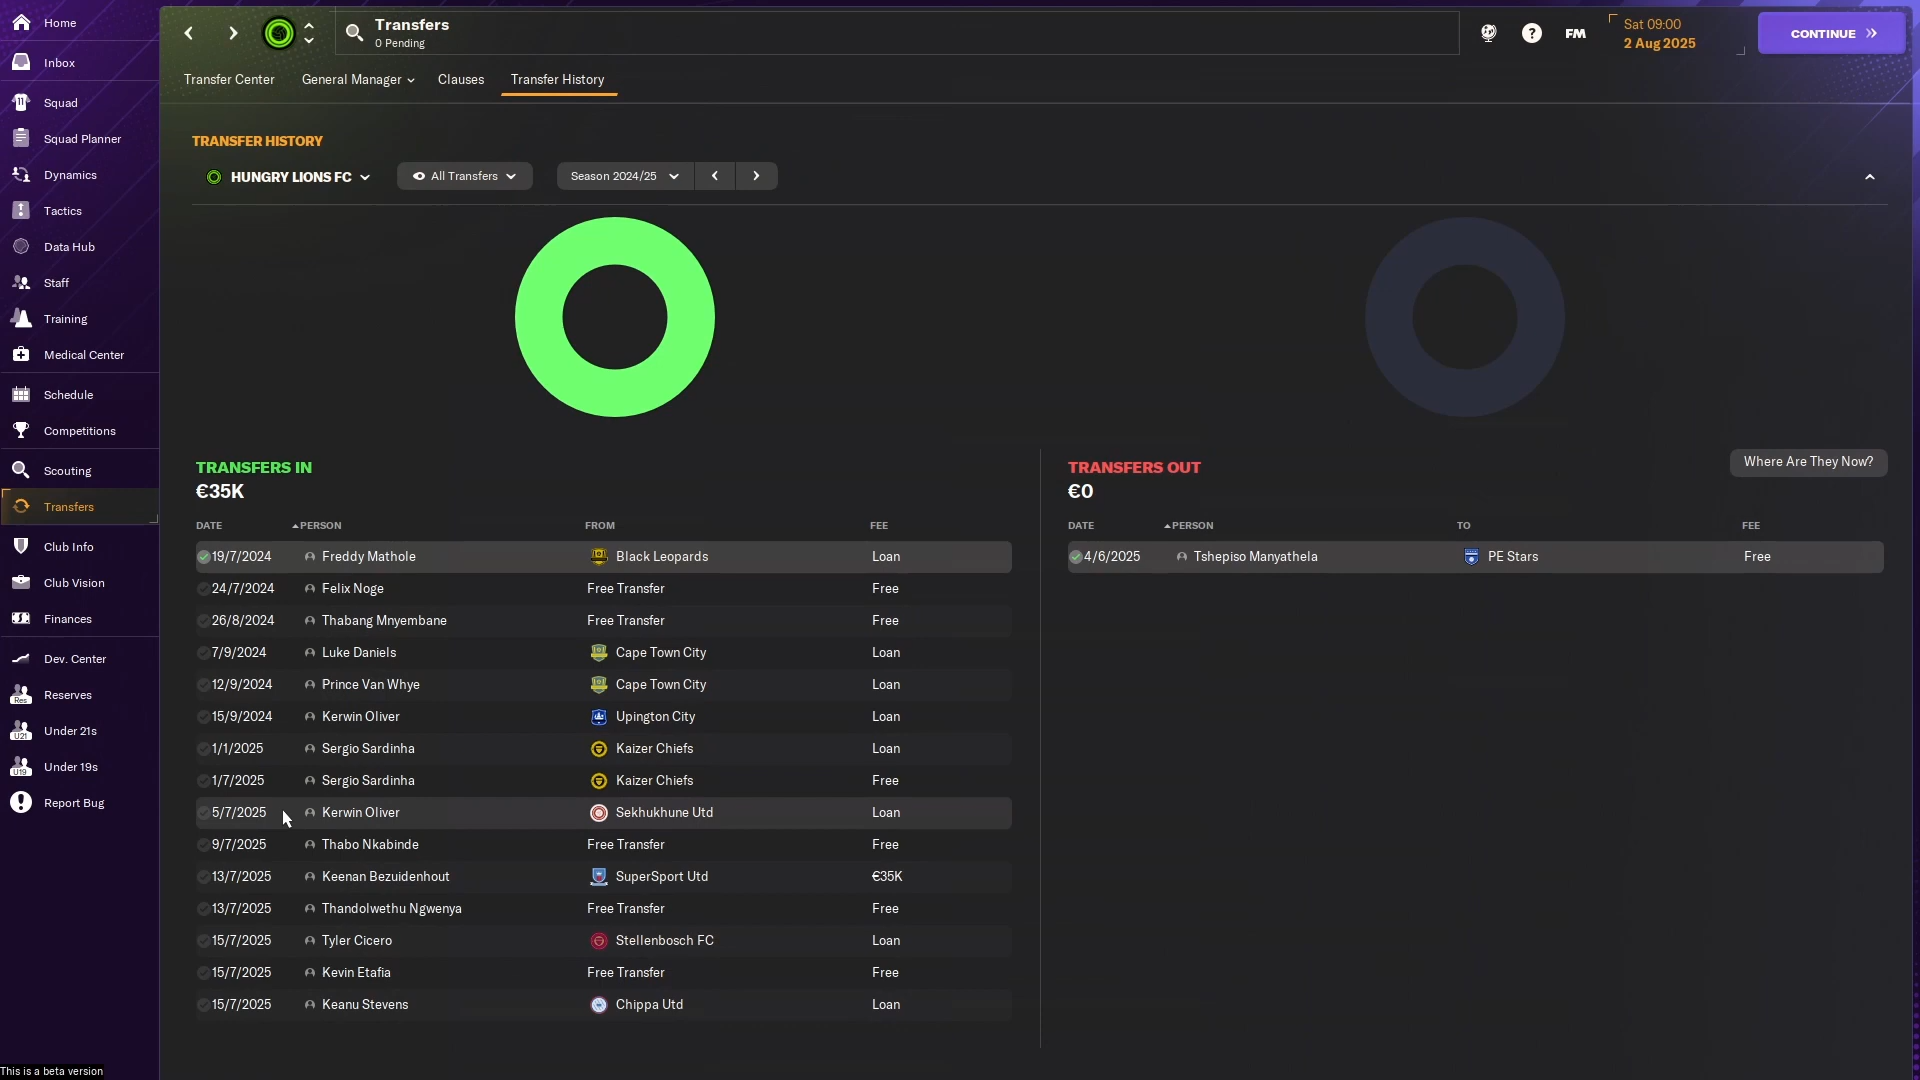 Home
Inbox
Squad
Squad Planner
Dynamics
Tactics
Data Hub
Staff
Training
Medical Center
Schedule
Competitions
Scouting
Transfers
Club Info
Club Vision
Finances
Dev. Center
Reserves
Under 21s
Under 19s
Report Bug
This is a beta version
Transfers
0 Pending
FM
Sat 09:00
2 Aug 2025
CONTINUE
Transfer Center General Manager Clauses Transfer History
TRANSFER HISTORY
HUNGRY LIONS FC All Transfers Season 2024/25
TRANSFERS IN
€35K
DATE PERSON FROM FEE
19/7/2024 Freddy Mathole Black Leopards Loan
24/7/2024 Felix Noge Free Transfer Free
26/8/2024 Thabang Mnyembane Free Transfer Free
7/9/2024 Luke Daniels Cape Town City Loan
12/9/2024 Prince Van Whye Cape Town City Loan
15/9/2024 Kerwin Oliver Upington City Loan
1/1/2025 Sergio Sardinha Kaizer Chiefs Loan
1/7/2025 Sergio Sardinha Kaizer Chiefs Free
5/7/2025 Kerwin Oliver Sekhukhune Utd Loan
9/7/2025 Thabo Nkabinde Free Transfer Free
13/7/2025 Keenan Bezuidenhout SuperSport Utd €35K
13/7/2025 Thandolwethu Ngwenya Free Transfer Free
15/7/2025 Tyler Cicero Stellenbosch FC Loan
15/7/2025 Kevin Etafia Free Transfer Free
15/7/2025 Keanu Stevens Chippa Utd Loan
TRANSFERS OUT
€0
Where Are They Now?
DATE PERSON TO FEE
4/6/2025 Tshepiso Manyathela PE Stars Free